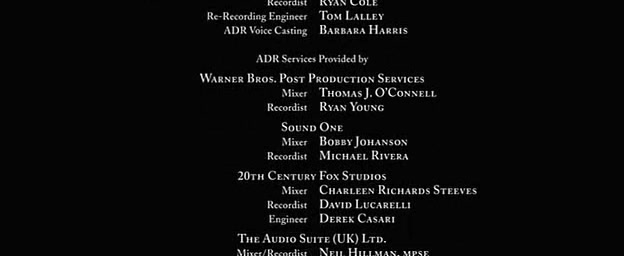 Recordist RYAN COLE
Re-Recording Engineer TOM LALLEY
ADR Voice Casting BARBARA HARRIS
ADR Services Provided by
WARNER BROS. POST PRODUCTION SERVICES
Mixer THOMAS J. O'CONNELL
Recordist RYAN YOUNG
SOUND ONE
Mixer BOBBY JOHANSON
Recordist MICHAEL RIVERA
20TH CENTURY FOX STUDIOS
Mixer CHARLEEN RICHARDS STEEVES
Recordist DAVID LUCARELLI
Engineer DEREK CASARI
THE AUDIO SUITE (UK) LTD.
Mixer/Recordist NEIL HILLMAN, MPSE